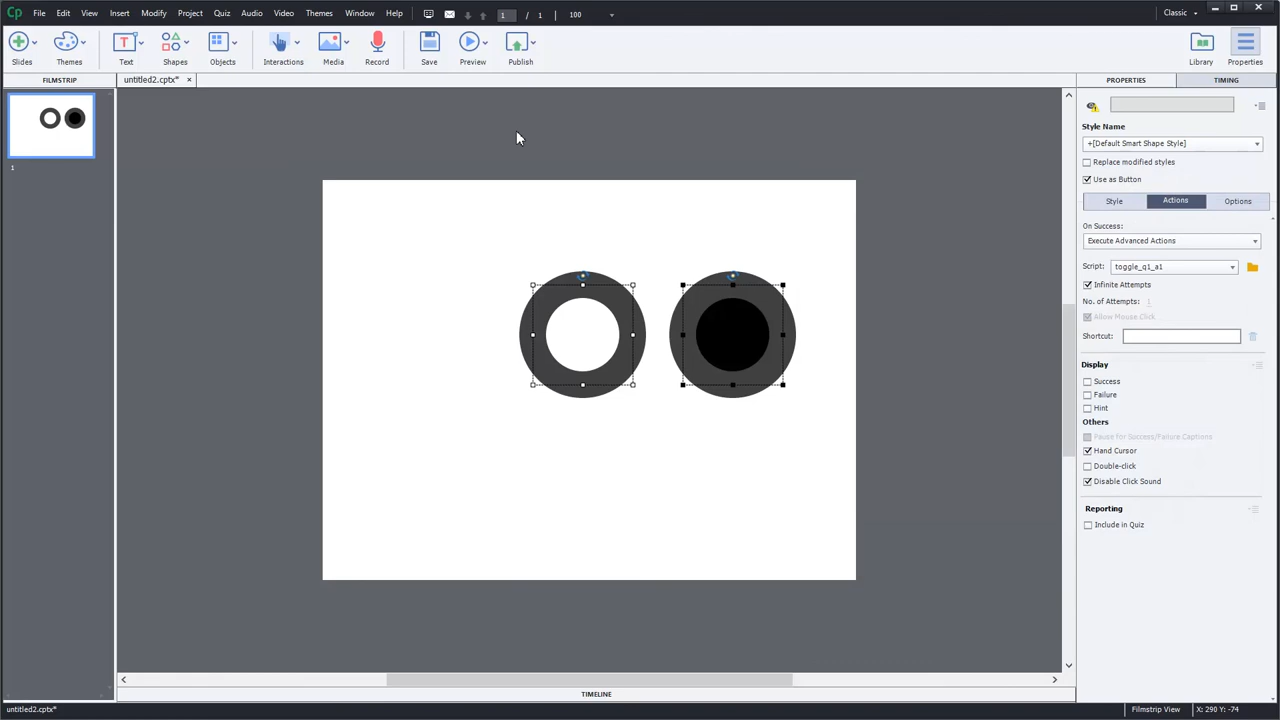 Cp File Edit View Insert Modify Project Quiz Audio Video Themes Window Help 1 / 1 100 Classic
Slides Themes Text Shapes Objects Interactions Media Record Save Preview Publish Library Properties
FILMSTRIP untitled2.cptx* × PROPERTIES TIMING
1
Style Name
+[Default Smart Shape Style]
Replace modified styles
Use as Button
Style Actions Options
On Success:
Execute Advanced Actions
Script: toggle_q1_a1
Infinite Attempts
No. of Attempts: 1
Allow Mouse Click
Shortcut:
Display
Success
Failure
Hint
Others
Pause for Success/Failure Captions
Hand Cursor
Double-click
Disable Click Sound
Reporting
Include in Quiz
TIMELINE
untitled2.cptx* Filmstrip View X: 290 Y: -74